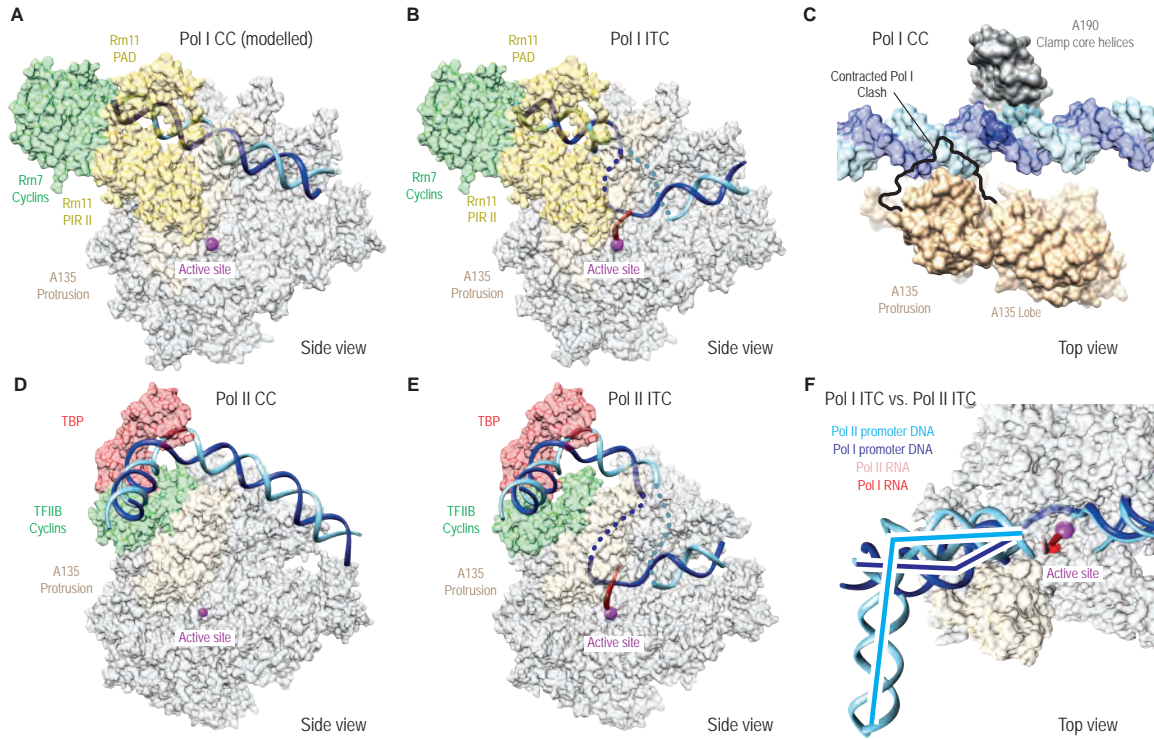 A
Pol I CC (modelled)
Rrn11
PAD
Rrn7
Cyclins
Rrn11
PIR II
Active site
A135
Protrusion
Side view
B
Pol I ITC
Rrn11
PAD
Rrn7
Cyclins
Rrn11
PIR II
Active site
A135
Protrusion
Side view
C
Pol I CC
A190
Clamp core helices
Contracted Pol I
Clash
A135
Protrusion
A135 Lobe
Top view
D
Pol II CC
TBP
TFIIB
Cyclins
A135
Protrusion
Active site
Side view
E
Pol II ITC
TBP
TFIIB
Cyclins
A135
Protrusion
Active site
Side view
F
Pol I ITC vs. Pol II ITC
Pol II promoter DNA
Pol I promoter DNA
Pol II RNA
Pol I RNA
Active site
Top view